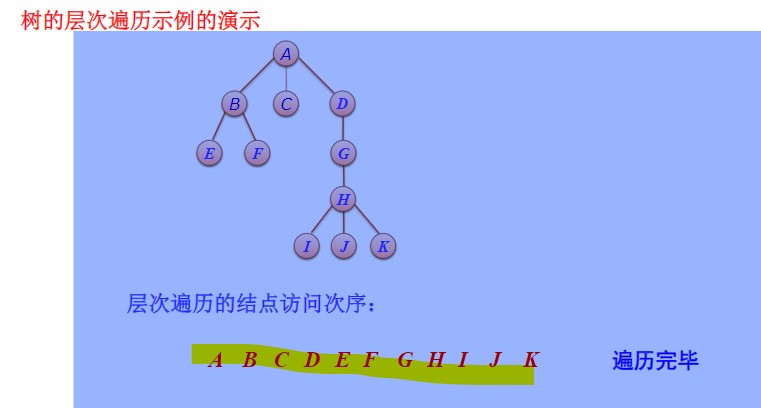 树的层次遍历示例的演示
A
B C D
E F G
H
I J K
层次遍历的结点访问次序：
A B C D E F G H I J K 遍历完毕